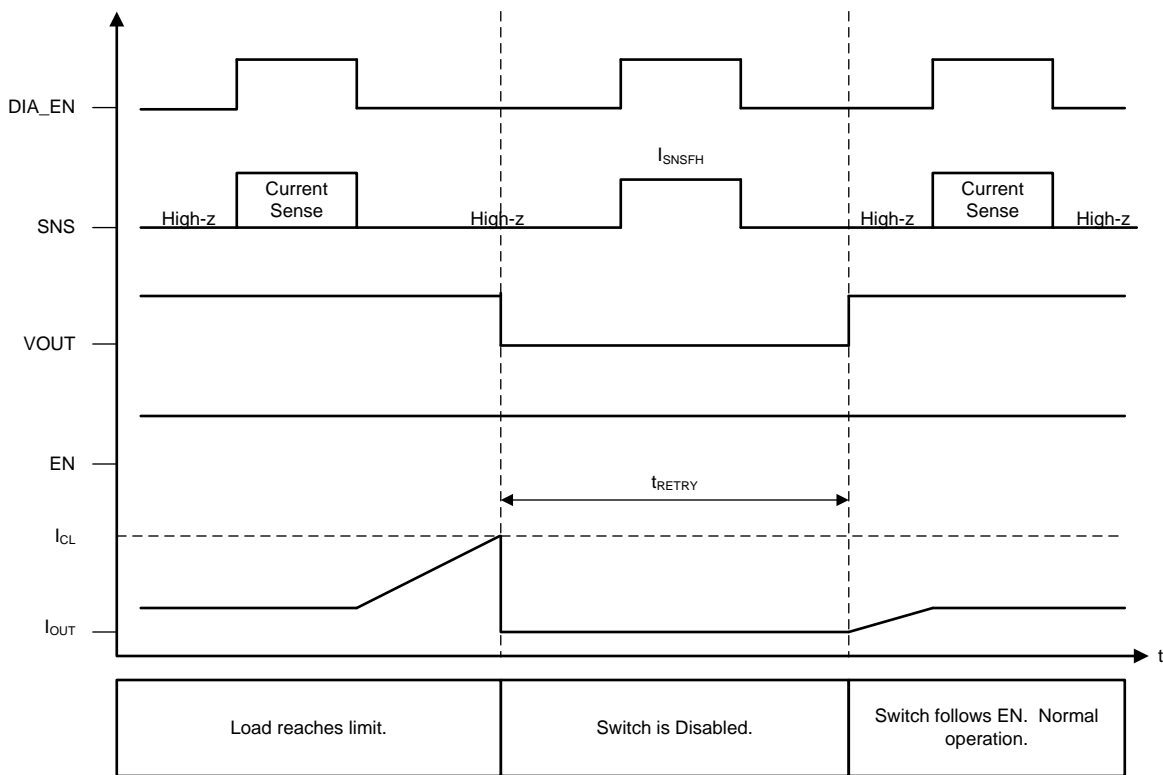 DIA_EN
I_SNSFH
Current
Sense
High-z
High-z
High-z
Current
Sense
High-z
SNS
VOUT
EN
t_RETRY
I_CL
I_OUT
t
Load reaches limit.
Switch is Disabled.
Switch follows EN. Normal
operation.